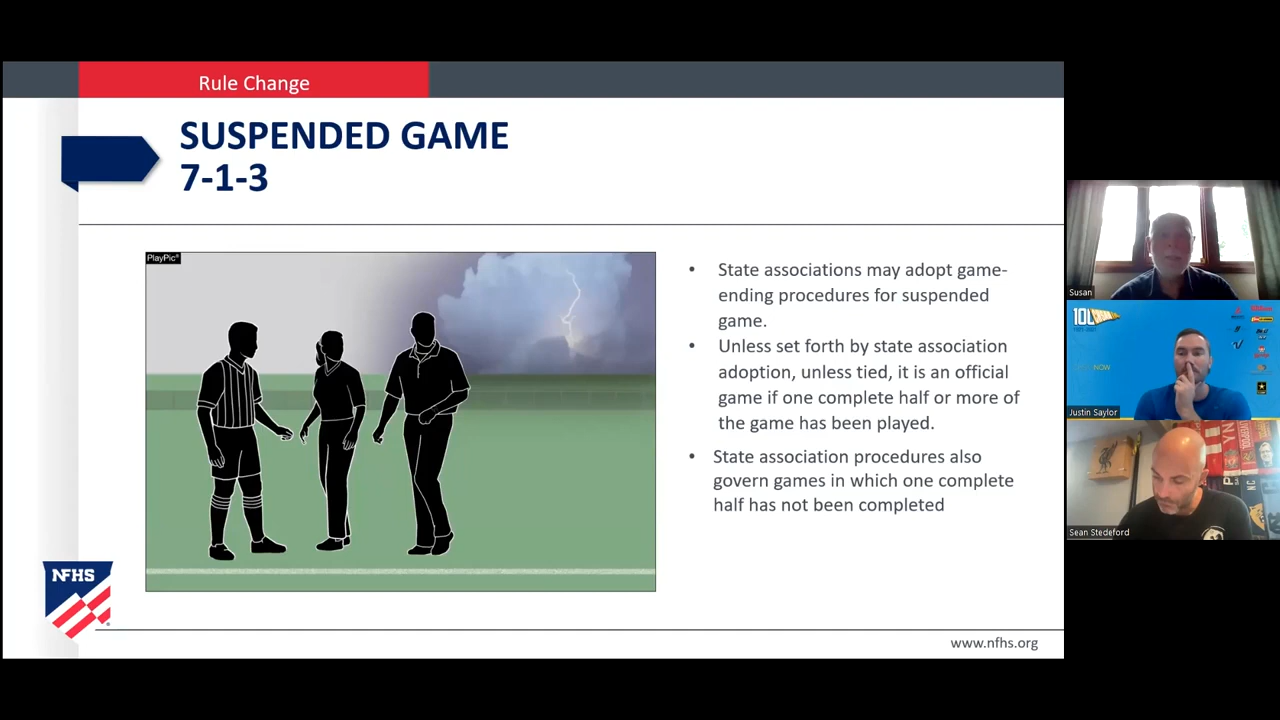 Rule Change
SUSPENDED GAME
7-1-3
PlayPic®
• State associations may adopt game-
ending procedures for suspended
game.
• Unless set forth by state association
adoption, unless tied, it is an official
game if one complete half or more of
the game has been played.
• State association procedures also
govern games in which one complete
half has not been completed
NFHS
www.nfhs.org
Susan
10L
NOW
Justin Saylor
LIVERPOOL
Sean Stedeford